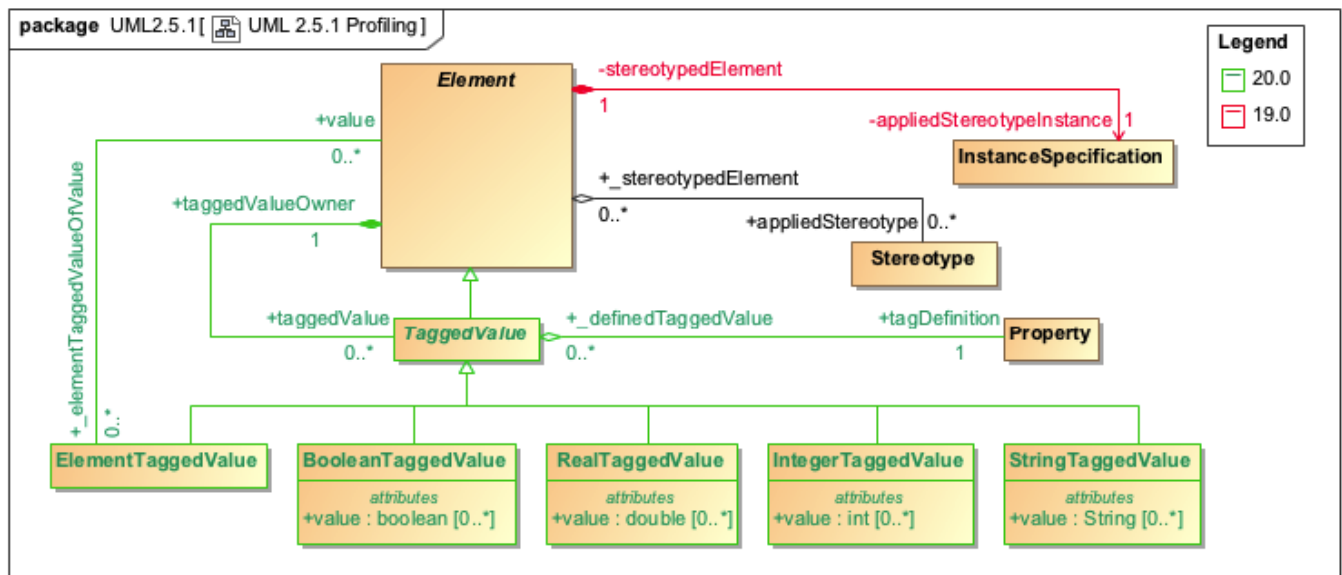 package UML2.5.1[ UML 2.5.1 Profiling ]
Legend
20.0
19.0
Element
-stereotypedElement
1
-appliedStereotypeInstance 1
InstanceSpecification
+value
0..*
+_stereotypedElement
0..*
+appliedStereotype 0..*
Stereotype
+taggedValueOwner
1
+_elementTaggedValueOfValue
0..*
+taggedValue
0..*
TaggedValue
+_definedTaggedValue
0..*
+tagDefinition
1
Property
ElementTaggedValue
BooleanTaggedValue
attributes
+value : boolean [0..*]
RealTaggedValue
attributes
+value : double [0..*]
IntegerTaggedValue
attributes
+value : int [0..*]
StringTaggedValue
attributes
+value : String [0..*]